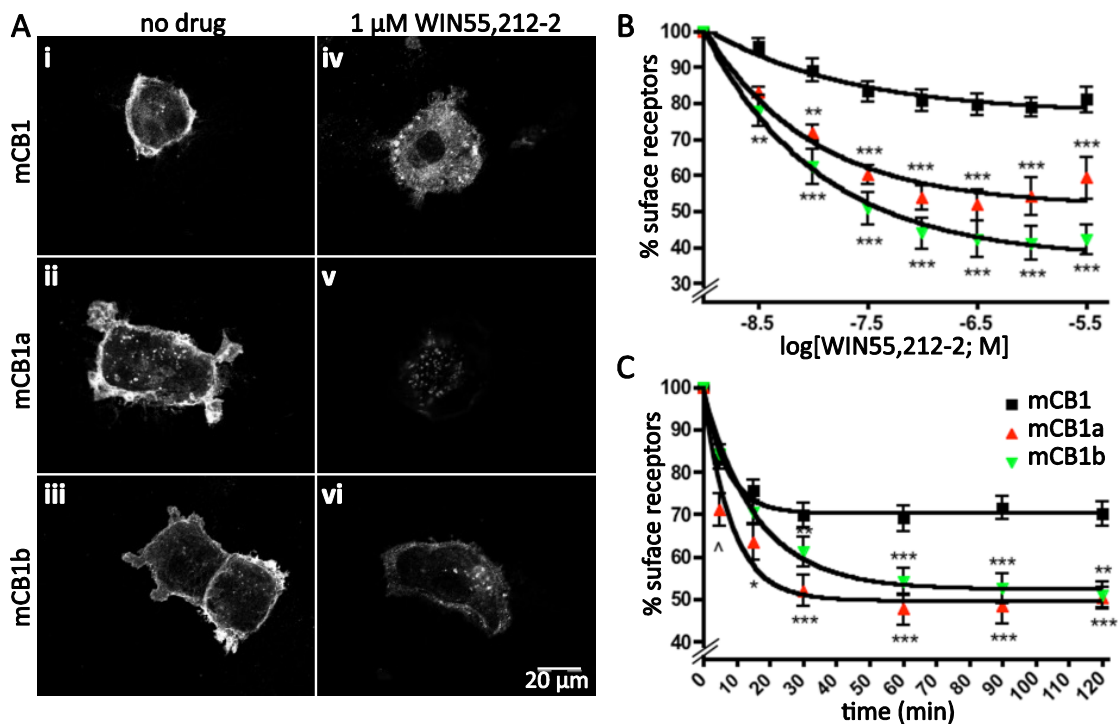 A
no drug
1 µM WIN55,212-2
mCB1
i
iv
mCB1a
ii
v
mCB1b
iii
vi
20 µm
B
% suface receptors
100
90
80
70
60
50
40
30
** ** *** *** *** *** ***
*** *** *** *** *** ***
-8.5 -7.5 -6.5 -5.5
log[WIN55,212-2; M]
C
% suface receptors
100
90
80
70
60
50
40
mCB1
mCB1a
mCB1b
** *** *** **
^ * *** *** *** ***
0 10 20 30 40 50 60 70 80 90 100 110 120
time (min)